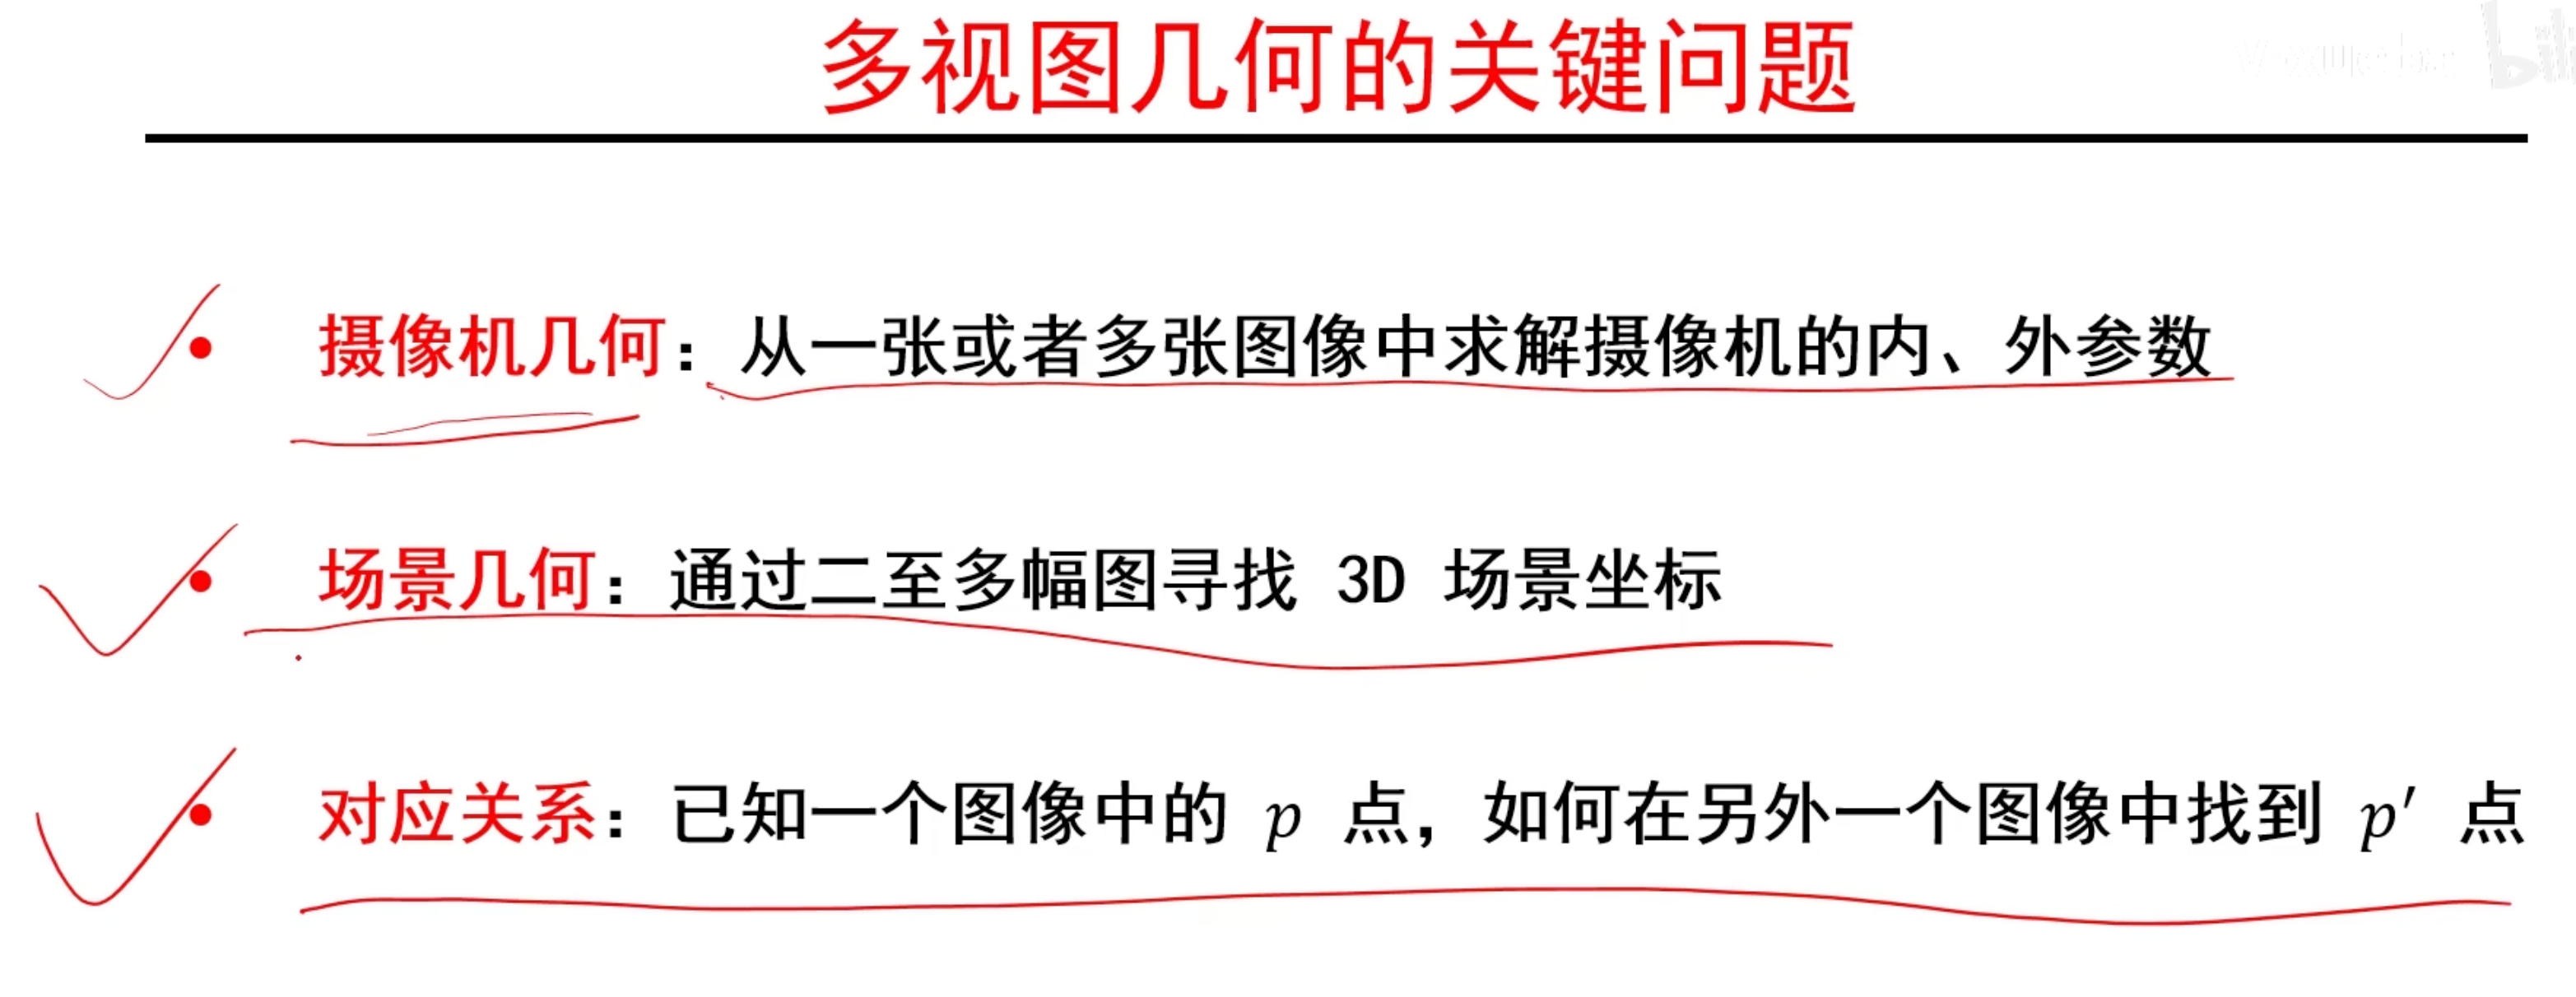 多视图几何的关键问题
• 摄像机几何：从一张或者多张图像中求解摄像机的内、外参数
• 场景几何：通过二至多幅图寻找 3D 场景坐标
• 对应关系：已知一个图像中的 p 点，如何在另外一个图像中找到 p′ 点